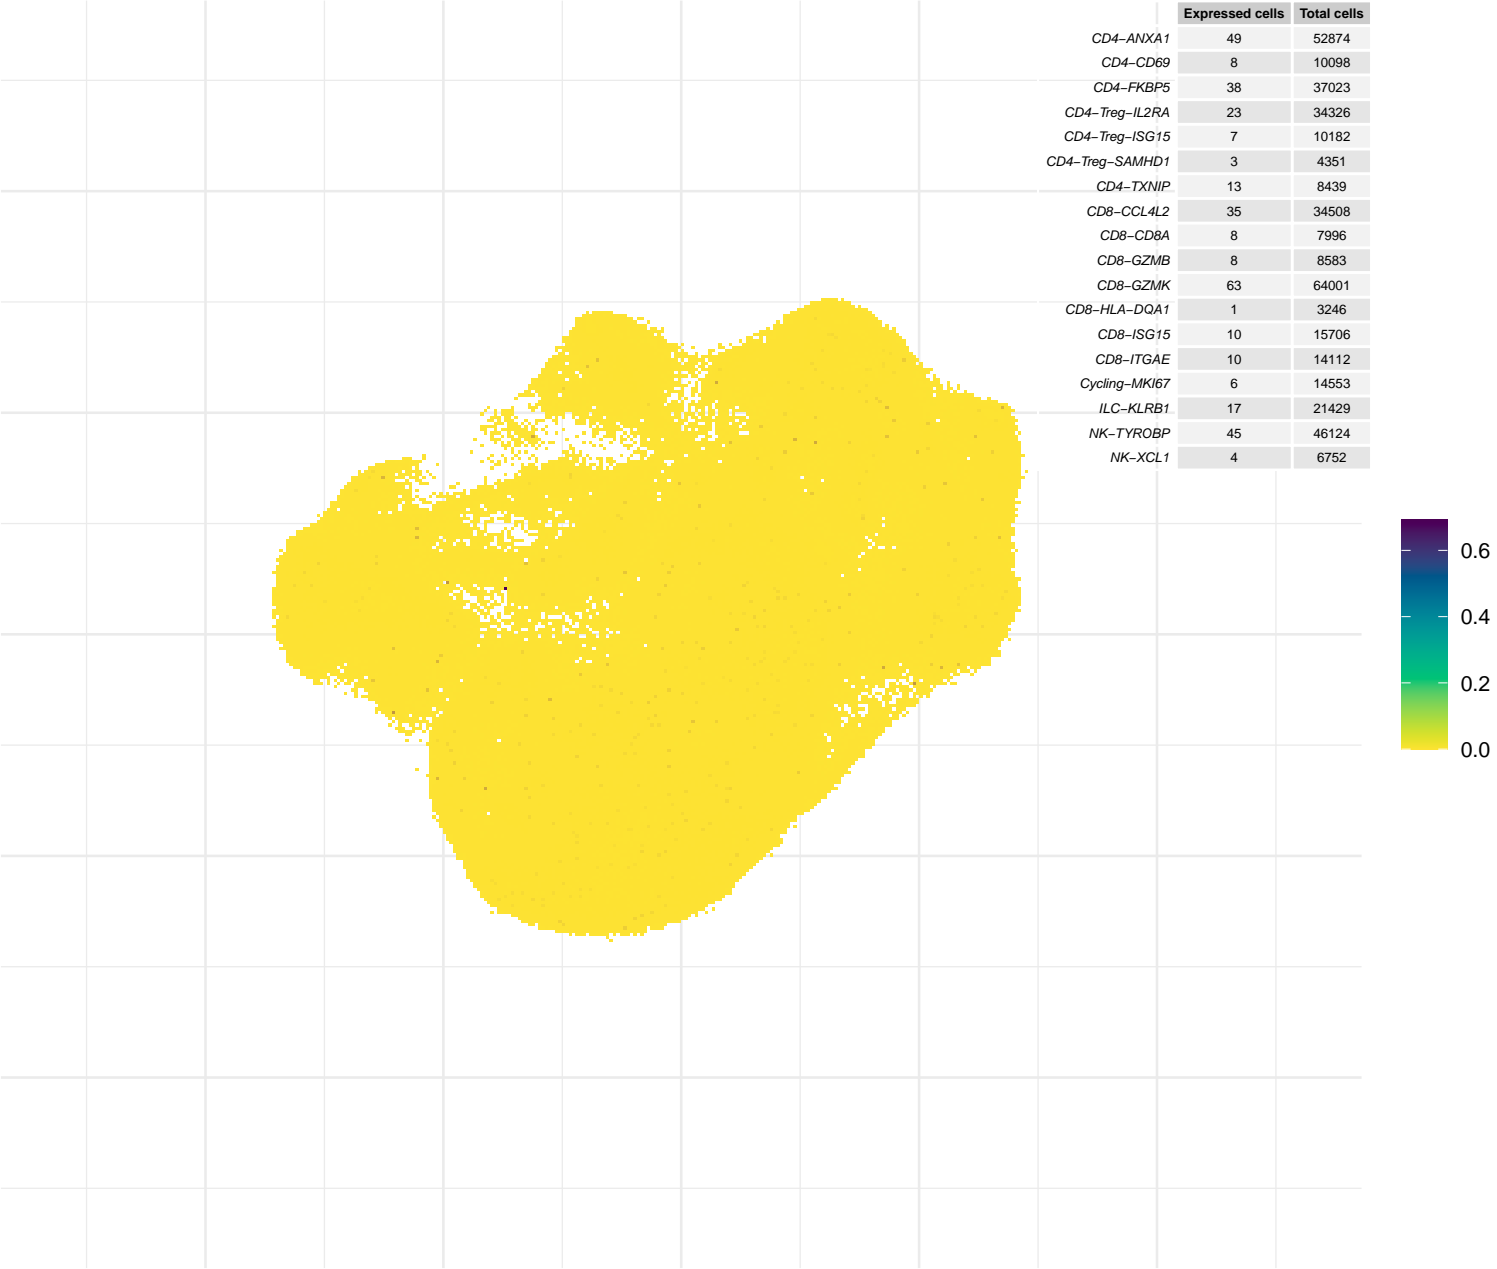 Expressed cells Total cells
CD4−ANXA1 49 52874
CD4−CD69 8 10098
CD4−FKBP5 38 37023
CD4−Treg−IL2RA 23 34326
CD4−Treg−ISG15 7 10182
CD4−Treg−SAMHD1 3 4351
CD4−TXNIP 13 8439
CD8−CCL4L2 35 34508
CD8−CD8A 8 7996
CD8−GZMB 8 8583
CD8−GZMK 63 64001
CD8−HLA−DQA1 1 3246
CD8−ISG15 10 15706
CD8−ITGAE 10 14112
Cycling−MKI67 6 14553
ILC−KLRB1 17 21429
NK−TYROBP 45 46124
NK−XCL1 4 6752
0.6
0.4
0.2
0.0